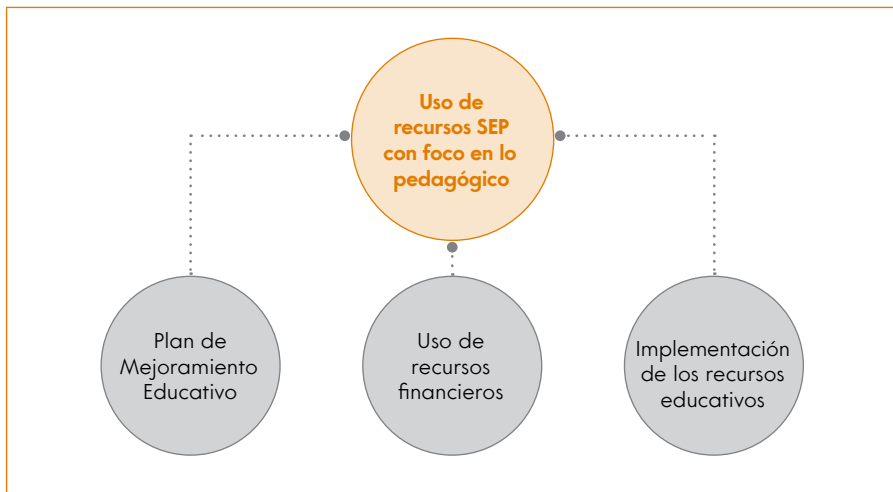 Uso de
recursos SEP
con foco en lo
pedagógico
Plan de
Mejoramiento
Educativo
Uso de
recursos
financieros
Implementación
de los recursos
educativos